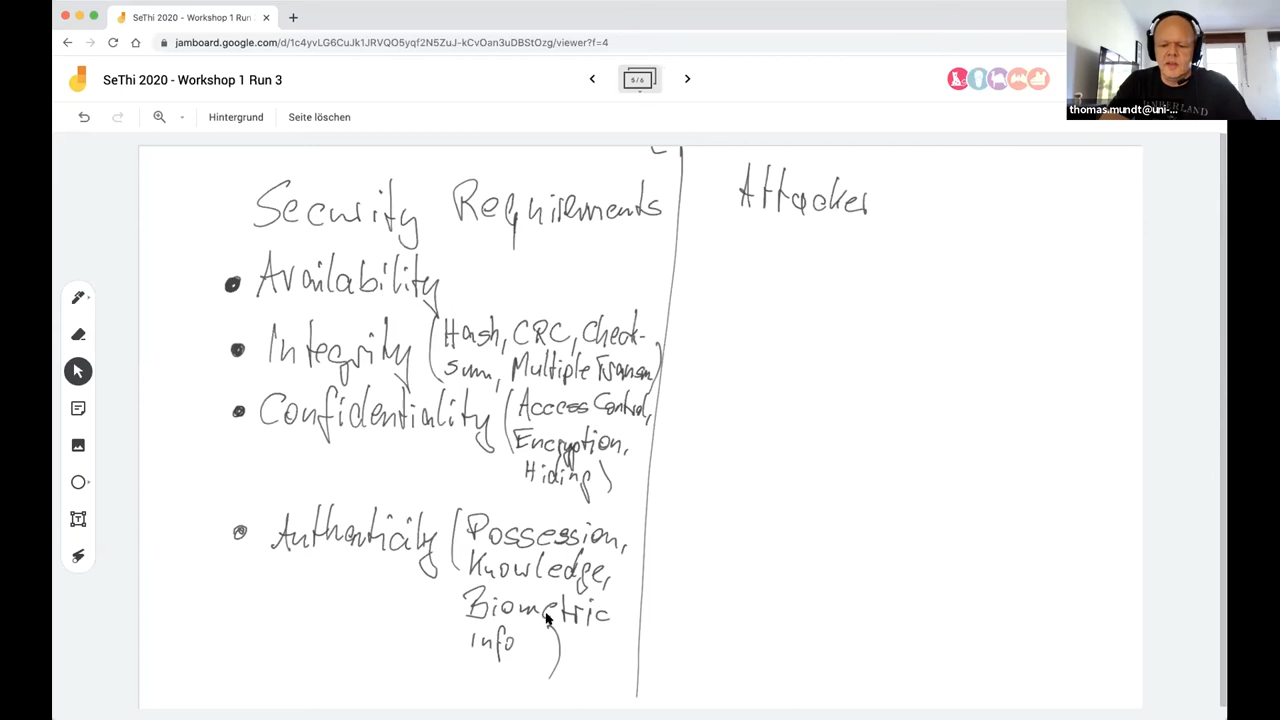 SeThi 2020 - Workshop 1 Run
jamboard.google.com/d/1c4yvLG6CuJk1JRVQO5yqf2N5ZuJ-kCvOan3uDBStOzg/viewer?f=4
SeThi 2020 - Workshop 1 Run 3
5/6
Hintergrund
Seite löschen
thomas.mundt@uni-...
Security Requirements
• Availability
• Integrity (Hash, CRC, Check-
sum, Multiple Transm)
• Confidentiality (Access Control,
Encryption,
Hiding)
• Authenticity (Possession,
Knowledge,
Biometric
info)
Attacker